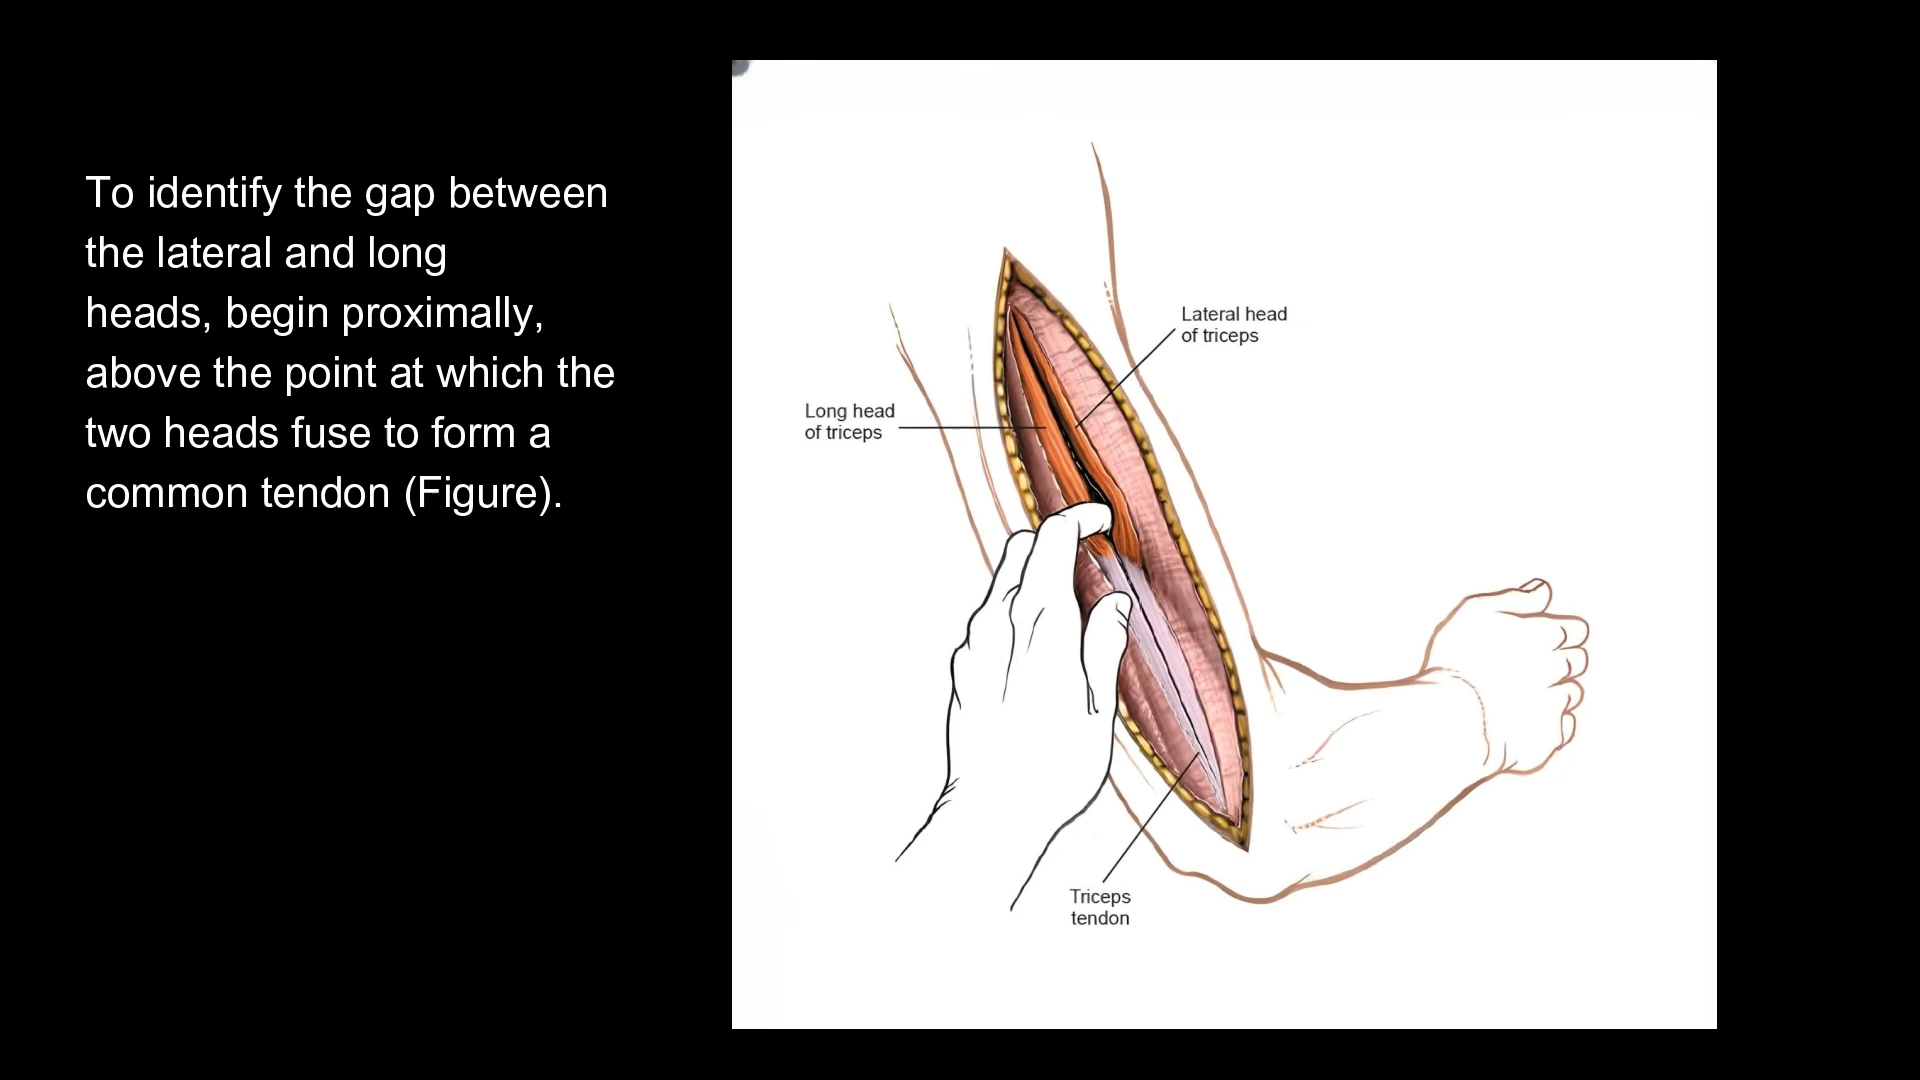 To identify the gap between
the lateral and long
heads, begin proximally,
above the point at which the
two heads fuse to form a
common tendon (Figure).
Lateral head
of triceps
Long head
of triceps
Triceps
tendon